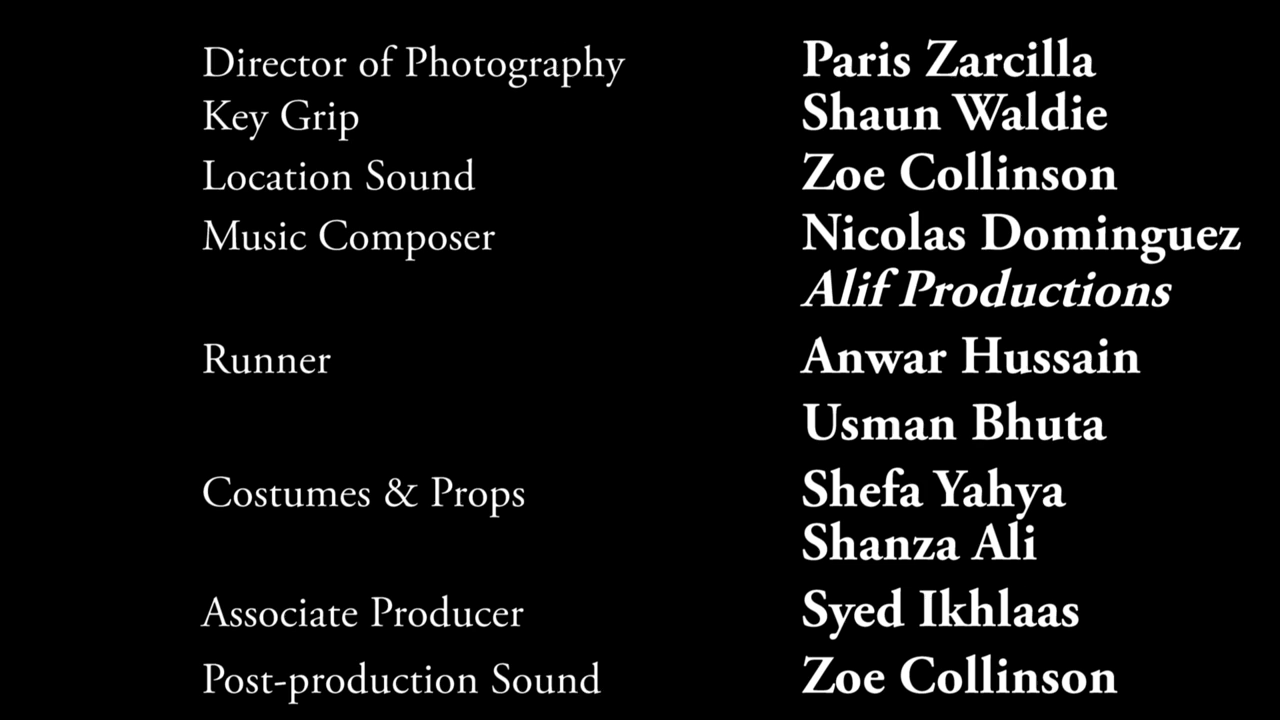 Director of Photography Paris Zarcilla
Key Grip Shaun Waldie
Location Sound Zoe Collinson
Music Composer Nicolas Dominguez
Alif Productions
Runner Anwar Hussain
Usman Bhuta
Costumes & Props Shefa Yahya
Shanza Ali
Associate Producer Syed Ikhlaas
Post-production Sound Zoe Collinson